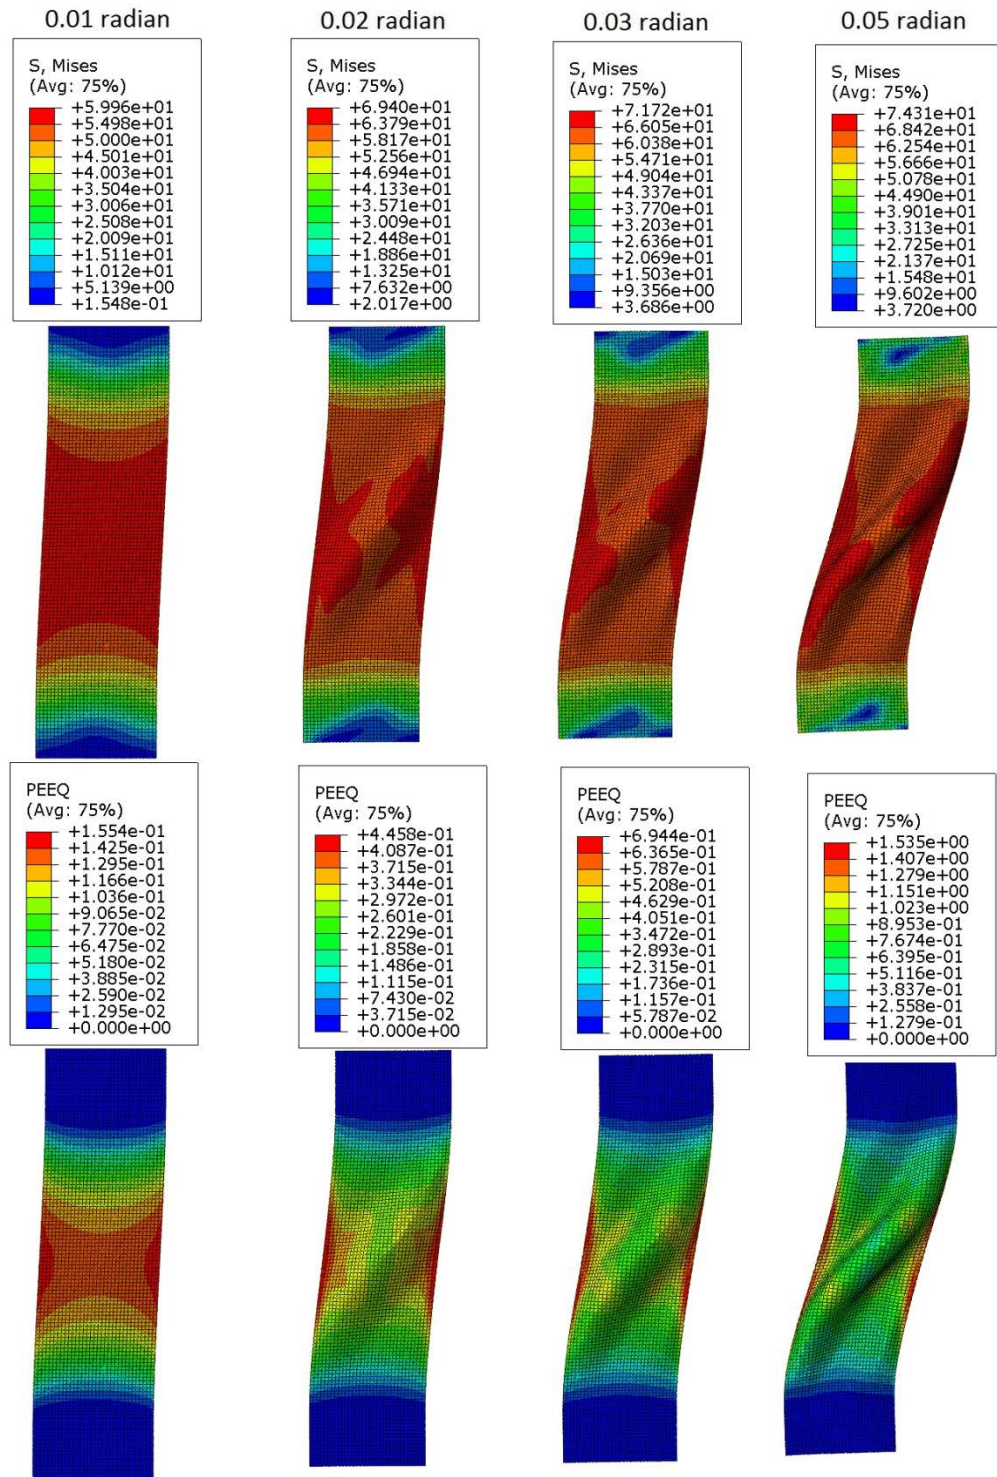 0.01 radian
0.02 radian
0.03 radian
0.05 radian
S, Mises
(Avg: 75%)
+5.996e+01
+5.498e+01
+5.000e+01
+4.501e+01
+4.003e+01
+3.504e+01
+3.006e+01
+2.508e+01
+2.009e+01
+1.511e+01
+1.012e+01
+5.139e+00
+1.548e-01
S, Mises
(Avg: 75%)
+6.940e+01
+6.379e+01
+5.817e+01
+5.256e+01
+4.694e+01
+4.133e+01
+3.571e+01
+3.009e+01
+2.448e+01
+1.886e+01
+1.325e+01
+7.632e+00
+2.017e+00
S, Mises
(Avg: 75%)
+7.172e+01
+6.605e+01
+6.038e+01
+5.471e+01
+4.904e+01
+4.337e+01
+3.770e+01
+3.203e+01
+2.636e+01
+2.069e+01
+1.503e+01
+9.356e+00
+3.686e+00
S, Mises
(Avg: 75%)
+7.431e+01
+6.842e+01
+6.254e+01
+5.666e+01
+5.078e+01
+4.490e+01
+3.901e+01
+3.313e+01
+2.725e+01
+2.137e+01
+1.548e+01
+9.602e+00
+3.720e+00
PEEQ
(Avg: 75%)
+1.554e-01
+1.425e-01
+1.295e-01
+1.166e-01
+1.036e-01
+9.065e-02
+7.770e-02
+6.475e-02
+5.180e-02
+3.885e-02
+2.590e-02
+1.295e-02
+0.000e+00
PEEQ
(Avg: 75%)
+4.458e-01
+4.087e-01
+3.715e-01
+3.344e-01
+2.972e-01
+2.601e-01
+2.229e-01
+1.858e-01
+1.486e-01
+1.115e-01
+7.430e-02
+3.715e-02
+0.000e+00
PEEQ
(Avg: 75%)
+6.944e-01
+6.365e-01
+5.787e-01
+5.208e-01
+4.629e-01
+4.051e-01
+3.472e-01
+2.893e-01
+2.315e-01
+1.736e-01
+1.157e-01
+5.787e-02
+0.000e+00
PEEQ
(Avg: 75%)
+1.535e+00
+1.407e+00
+1.279e+00
+1.151e+00
+1.023e+00
+8.953e-01
+7.674e-01
+6.395e-01
+5.116e-01
+3.837e-01
+2.558e-01
+1.279e-01
+0.000e+00